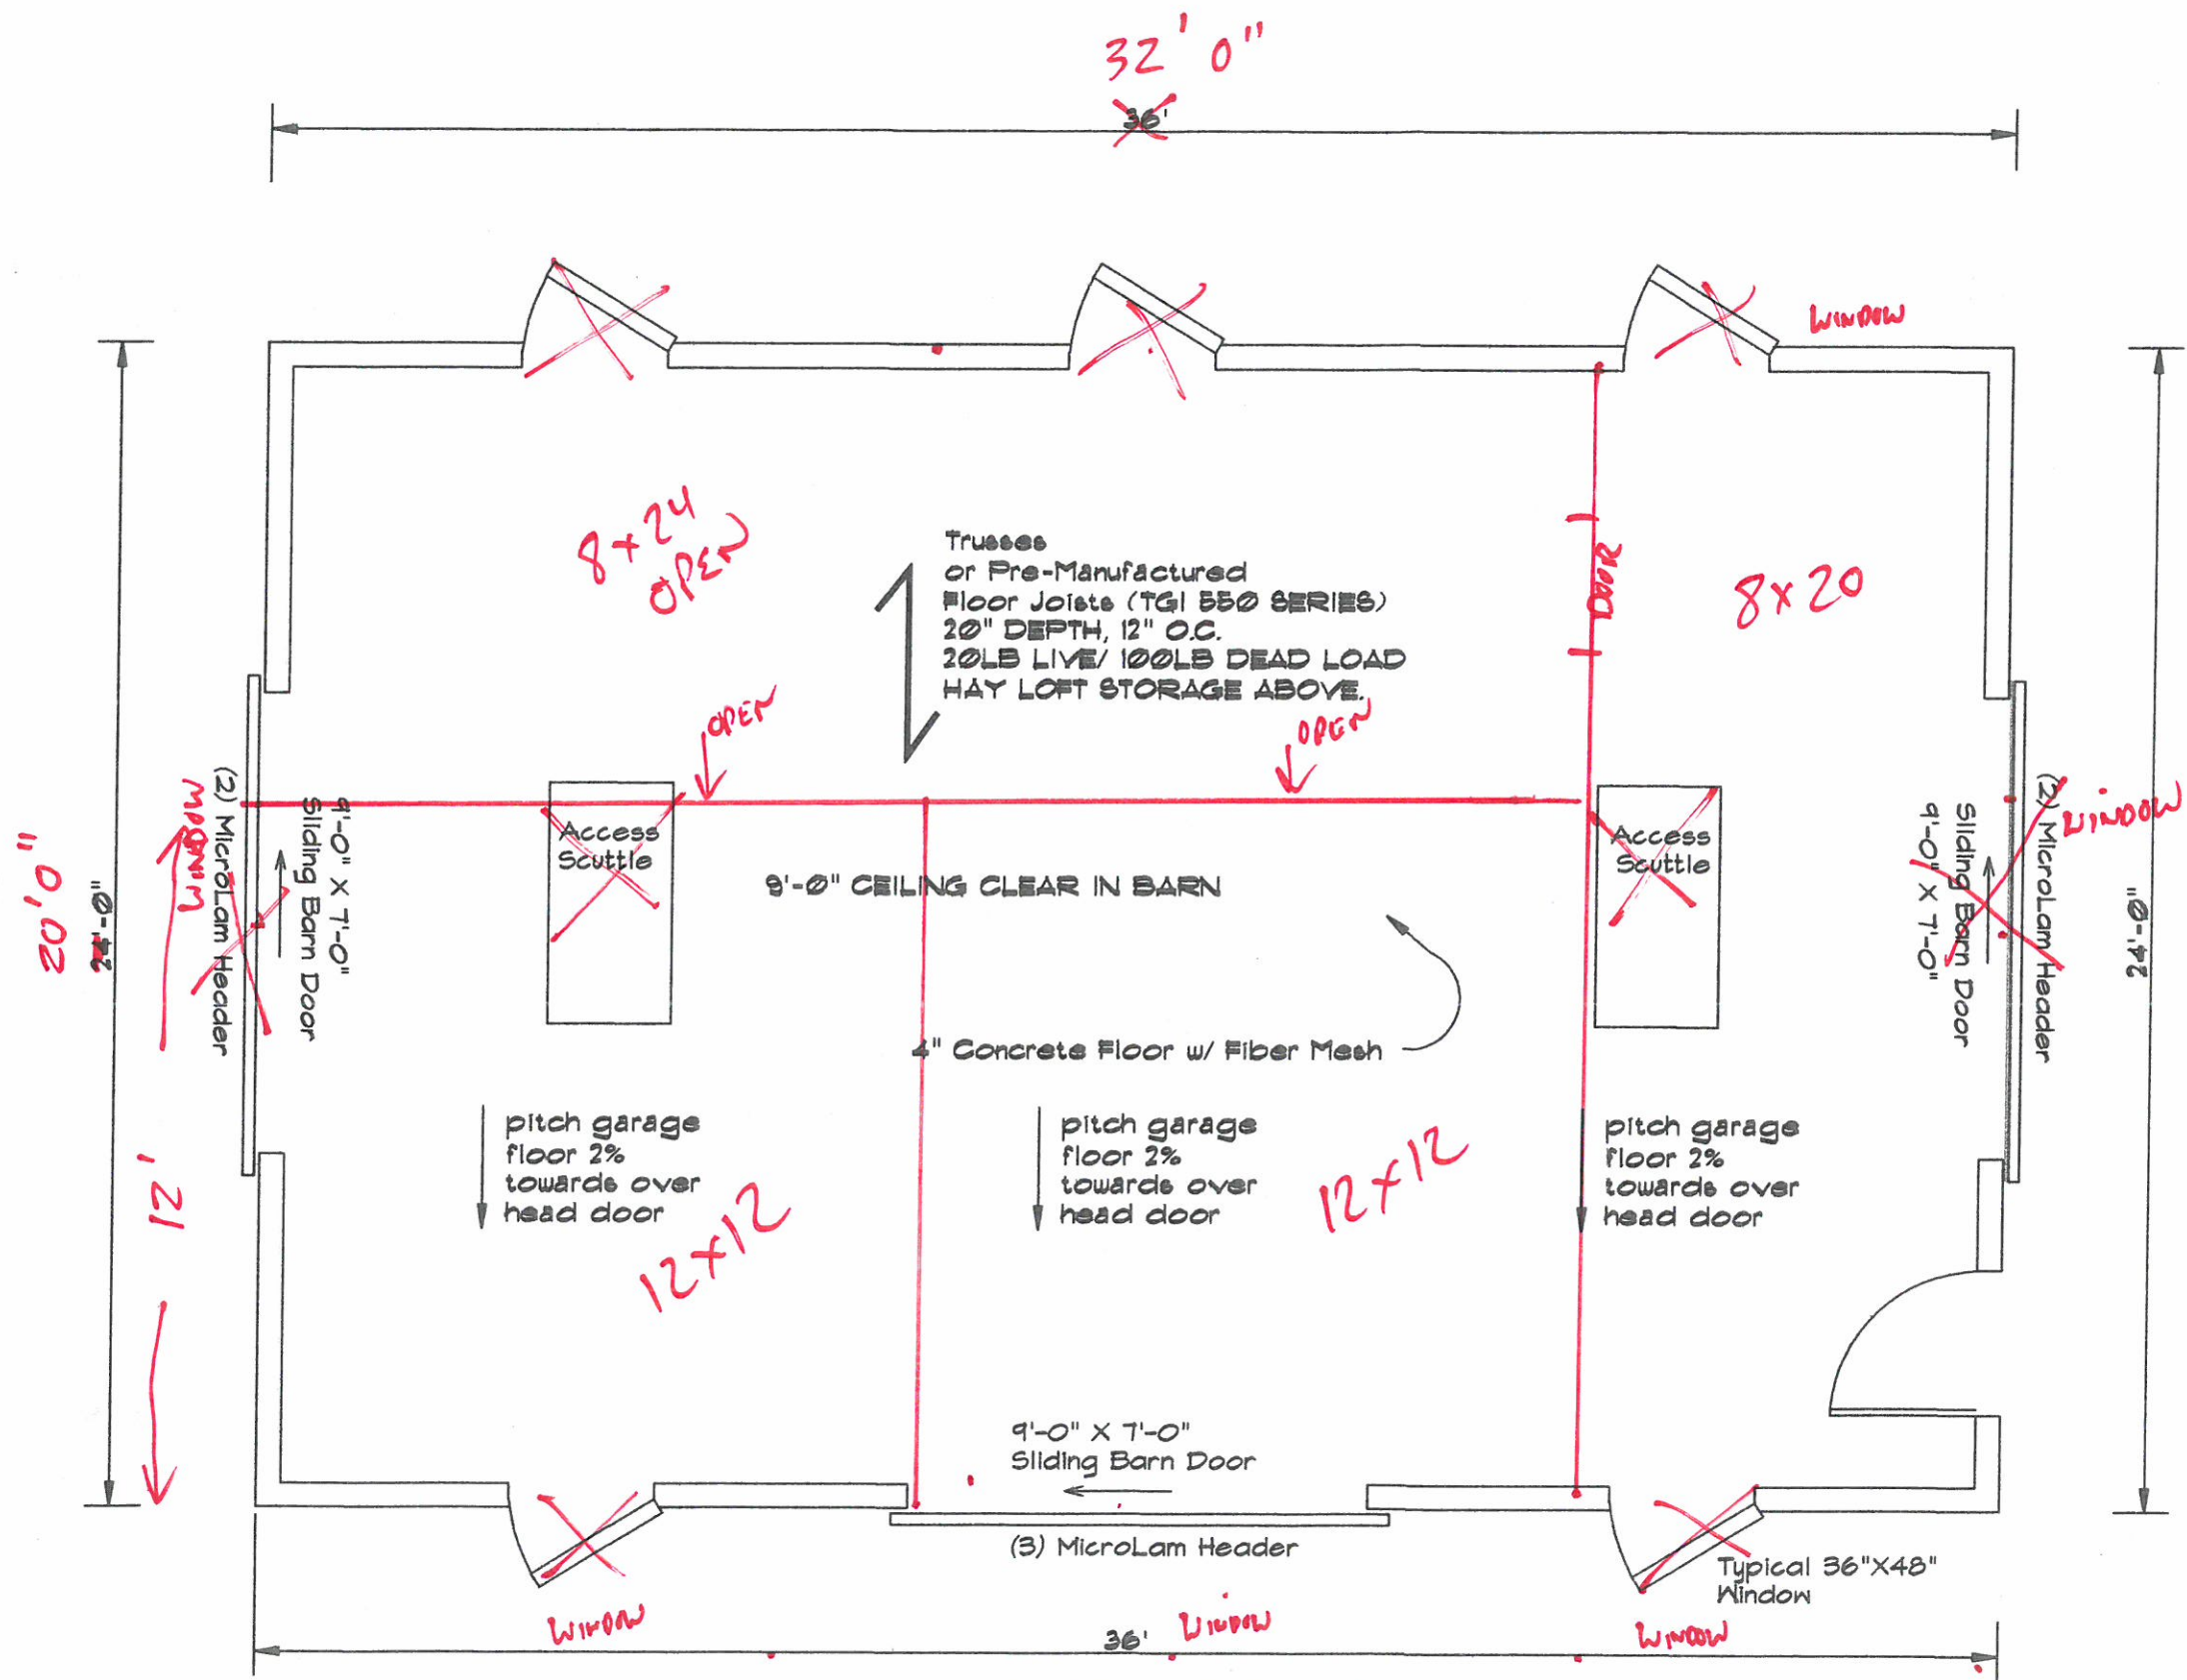 32' 0"
36'
WINDOW
8x24
OPEN
Trusses
or Pre-Manufactured
Floor Joists (TGI 550 SERIES)
20" DEPTH, 12" O.C.
20LB LIVE/ 100LB DEAD LOAD
HAY LOFT STORAGE ABOVE.
DOOR
8x20
OPEN
OPEN
20'0"
24'-0"
WINDOW
(2) MicroLam Header
Sliding Barn Door
9'-0" X 7'-0"
Access
Scuttle
9'-0" CEILING CLEAR IN BARN
Access
Scuttle
9'-0" X 7'-0"
Sliding Barn Door
(2) MicroLam Header
WINDOW
24'-0"
4" Concrete Floor w/ Fiber Mesh
12'
pitch garage
floor 2%
towards over
head door
12x12
pitch garage
floor 2%
towards over
head door
12x12
pitch garage
floor 2%
towards over
head door
9'-0" X 7'-0"
Sliding Barn Door
(3) MicroLam Header
Typical 36"X48"
Window
WINDOW
36'
WINDOW
WINDOW